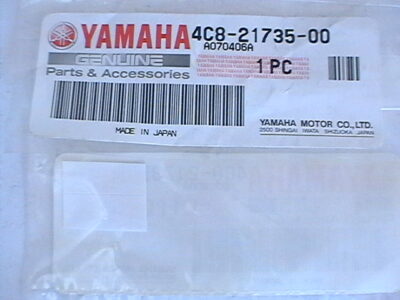 YAMAHA 4C8-21735-00
GENUINE A070406A
Parts & Accessories 1 PC
MADE IN JAPAN
YAMAHA MOTOR CO., LTD.
2500 SHINGAI IWATA SHIZUOKA JAPAN